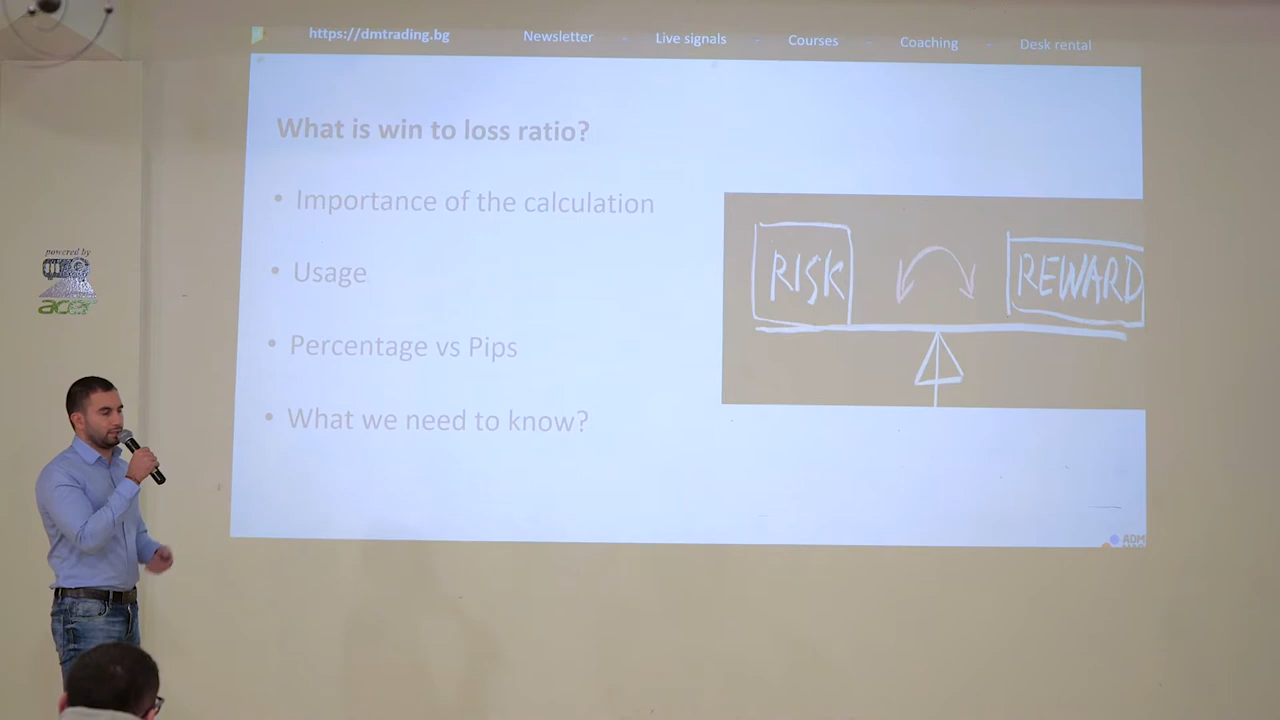 https://dmtrading.bg Newsletter - Live signals - Courses - Coaching - Desk rental
What is win to loss ratio?
• Importance of the calculation
• Usage
• Percentage vs Pips
• What we need to know?
RISK REWARD
powered by
acer
ADM